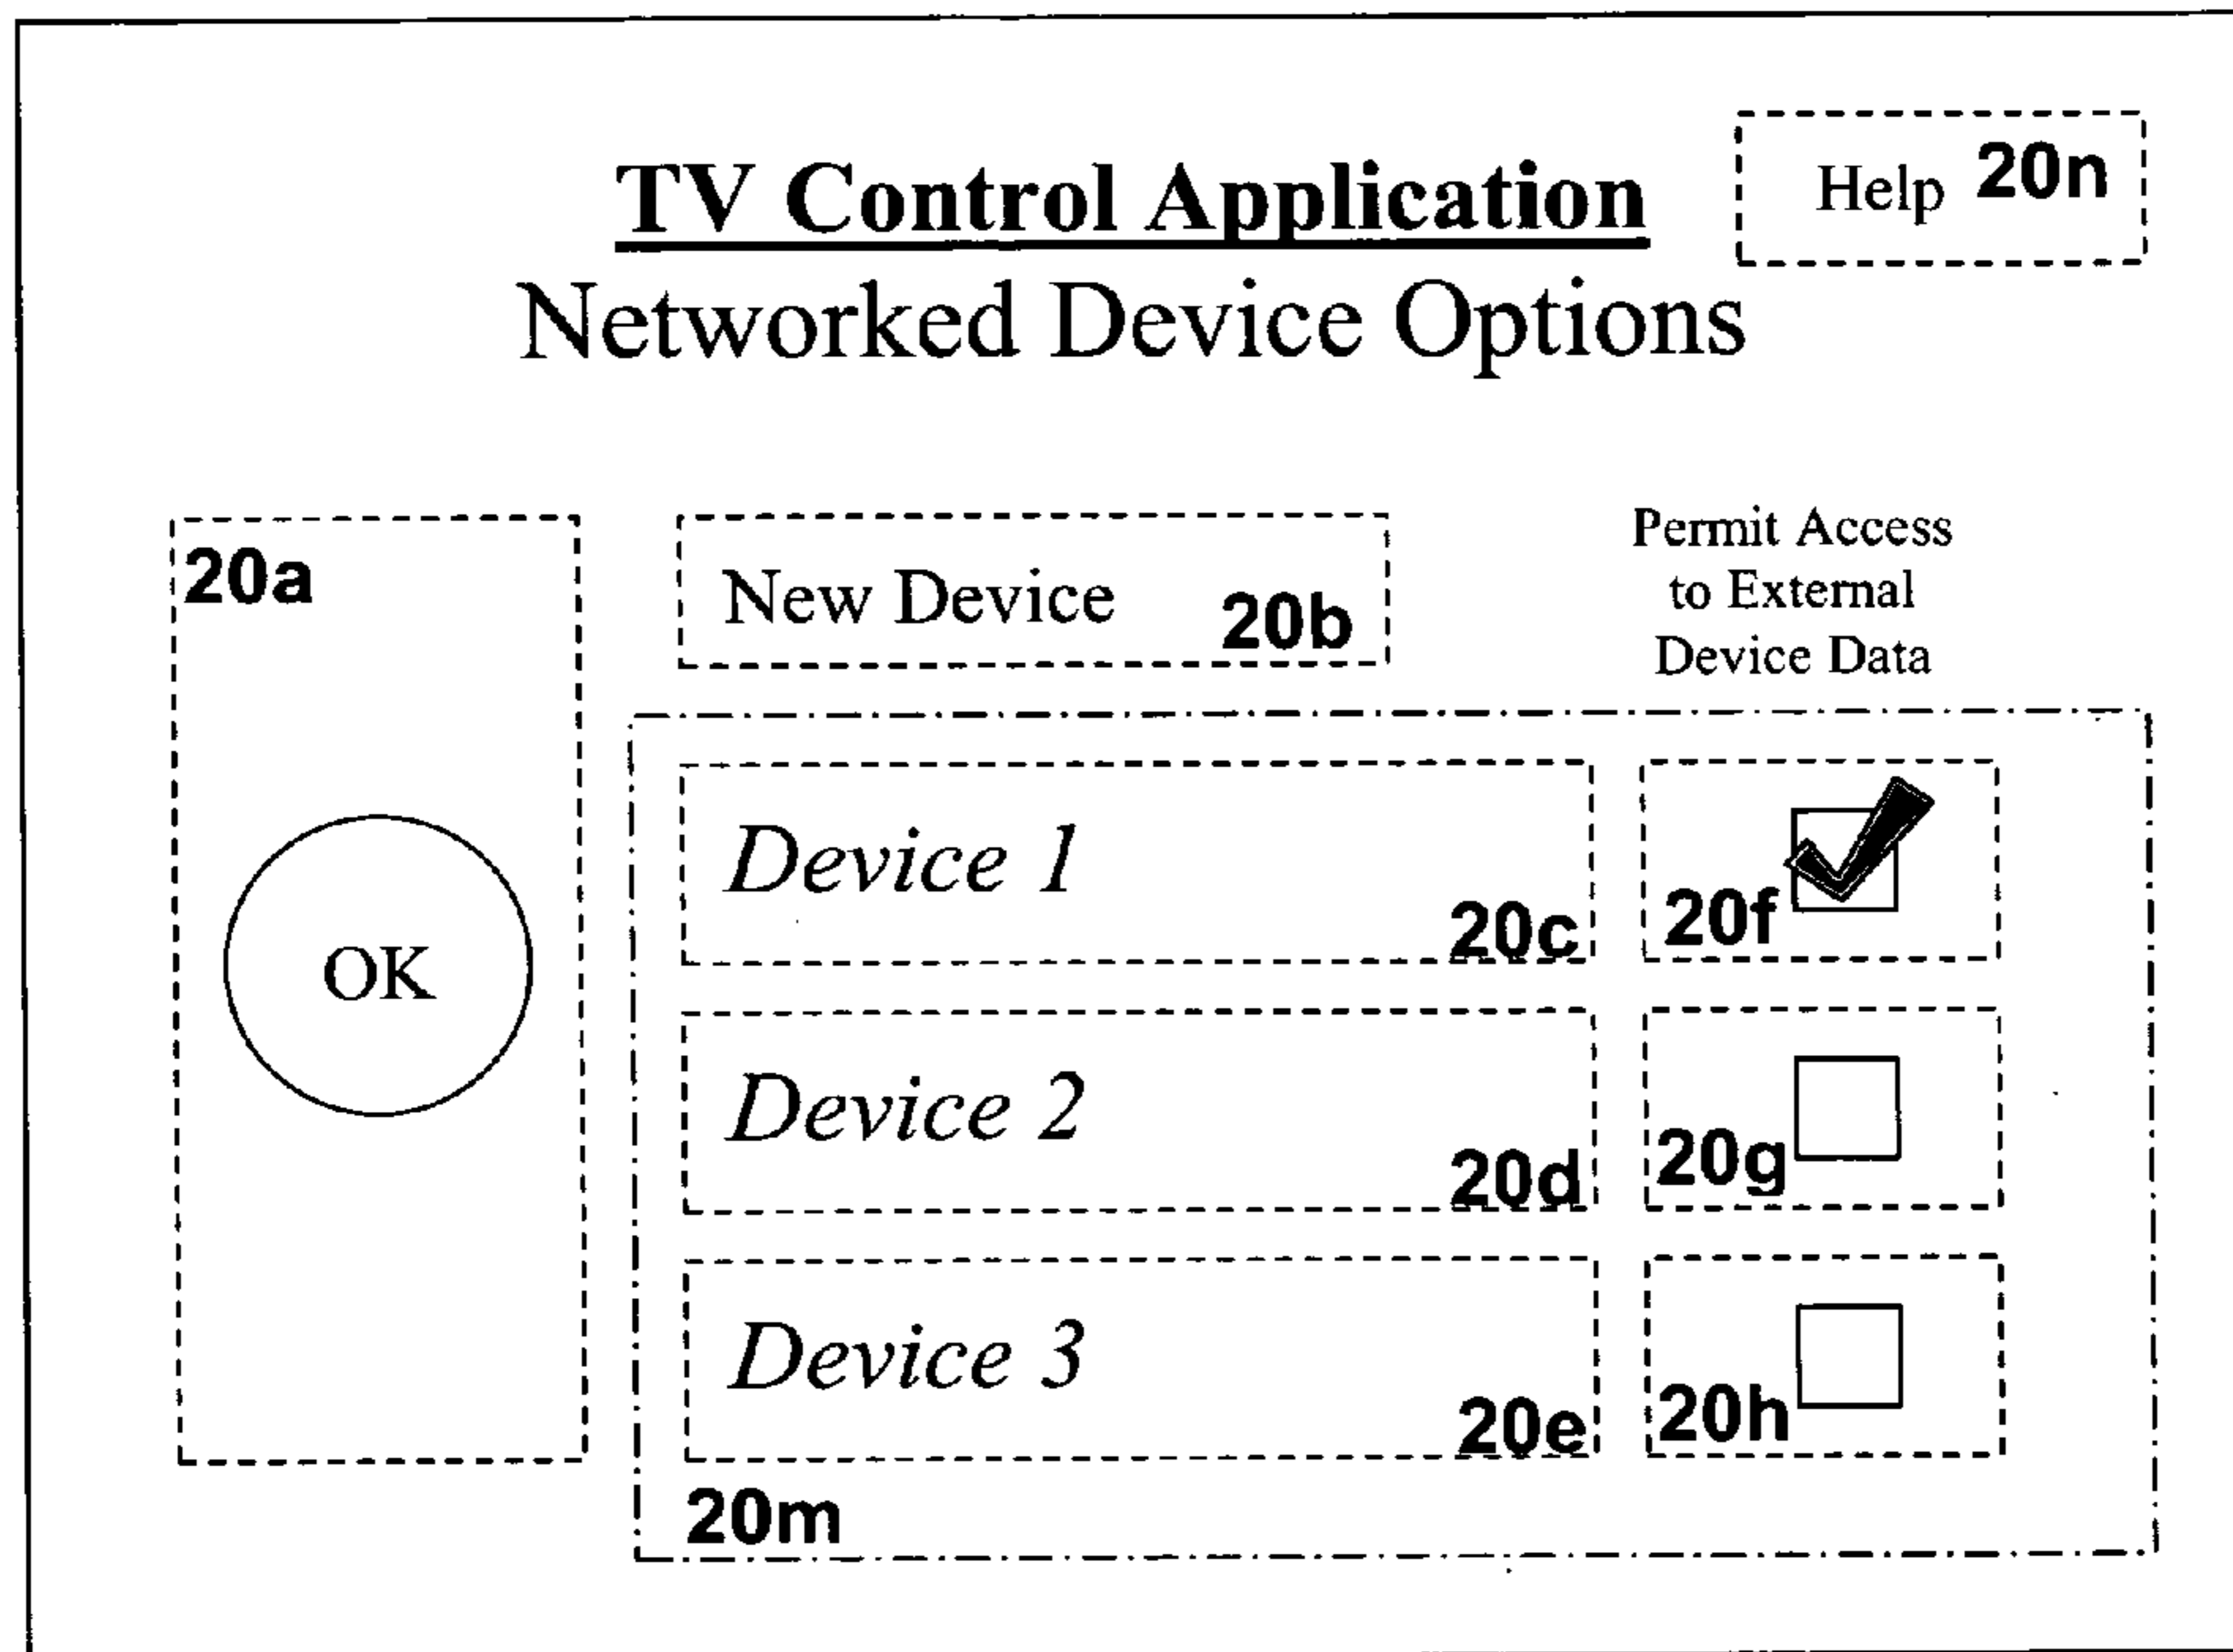 TV Control Application
Help 20n
Networked Device Options
20a
OK
New Device 20b
Permit Access
to External
Device Data
Device 1
20c
20f
Device 2
20d
20g
Device 3
20e
20h
20m